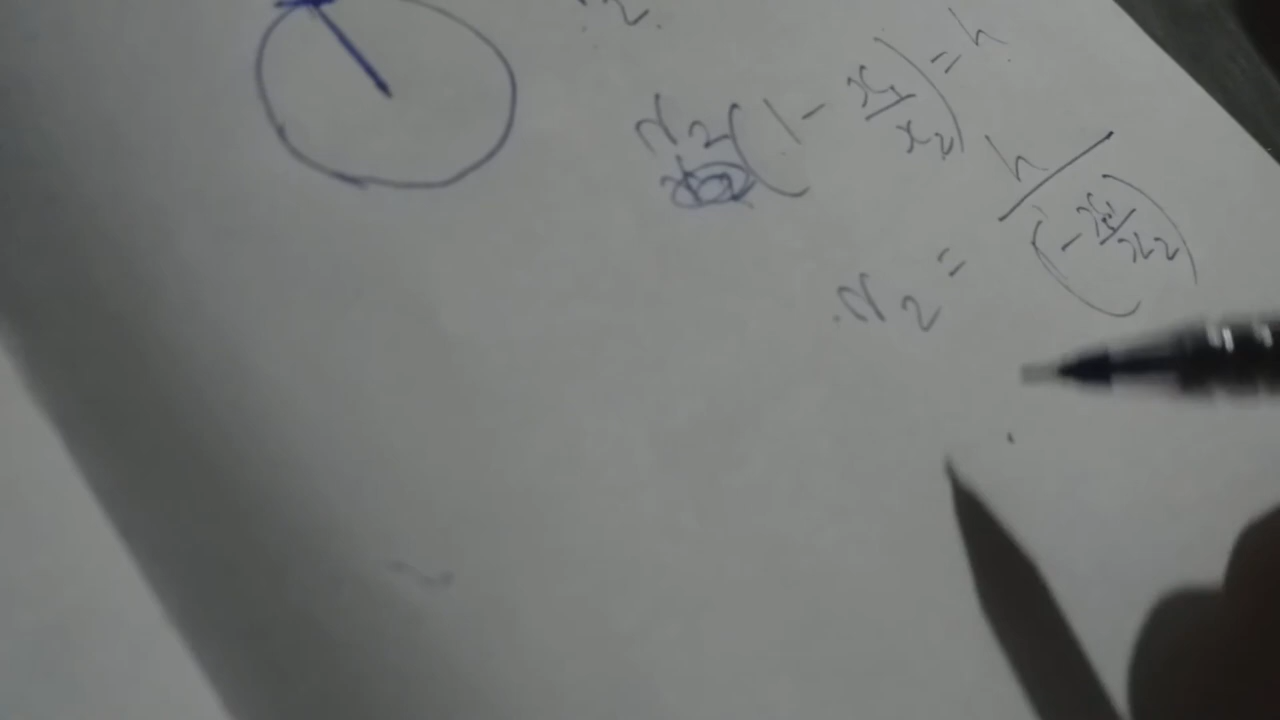 r₂(1 - x₁/x₂) = h
r₂ = h/(1 - x₁/x₂)